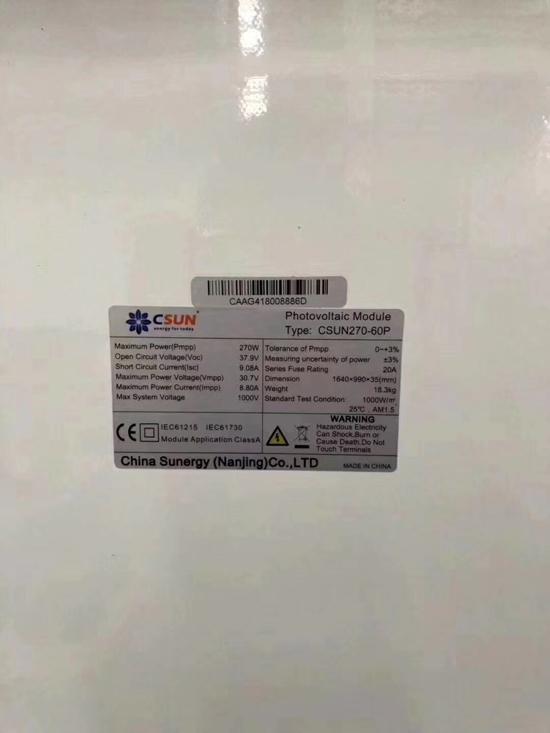 CAAG418008886D
CSUN
energy for today
Photovoltaic Module
Type: CSUN270-60P
Maximum Power(Pmpp) 270W
Open Circuit Voltage(Voc) 37.9V
Short Circuit Current(Isc) 9.08A
Maximum Power Voltage(Vmpp) 30.7V
Maximum Power Current(Impp) 8.80A
Max System Voltage 1000V
Tolerance of Pmpp 0~+3%
Measuring uncertainty of power ±3%
Series Fuse Rating 20A
Dimension 1640×990×35(mm)
Weight 18.3kg
Standard Test Condition: 1000W/㎡
25℃ , AM1.5
CE IEC61215 IEC61730
Module Application ClassA
WARNING
Hazardous Electricity
Can Shock,Burn or
Cause Death.Do Not
Touch Terminals
China Sunergy (Nanjing)Co.,LTD
MADE IN CHINA